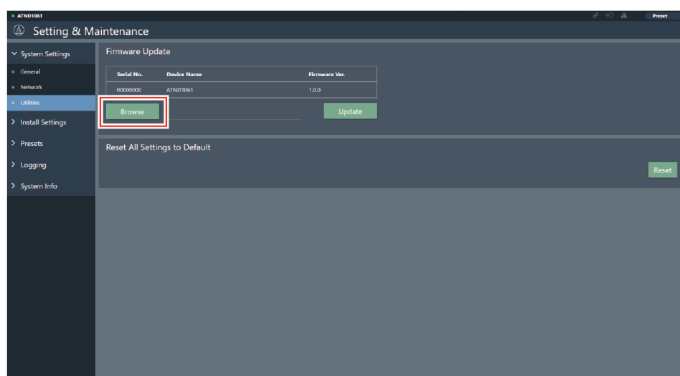 ATND1061
Preset
Setting & Maintenance
System Settings
General
Network
Utilities
Install Settings
Presets
Logging
System Info
Firmware Update
Serial No. Device Name Firmware Ver.
00000000 ATND1061 1.0.0
Browse Update
Reset All Settings to Default
Reset